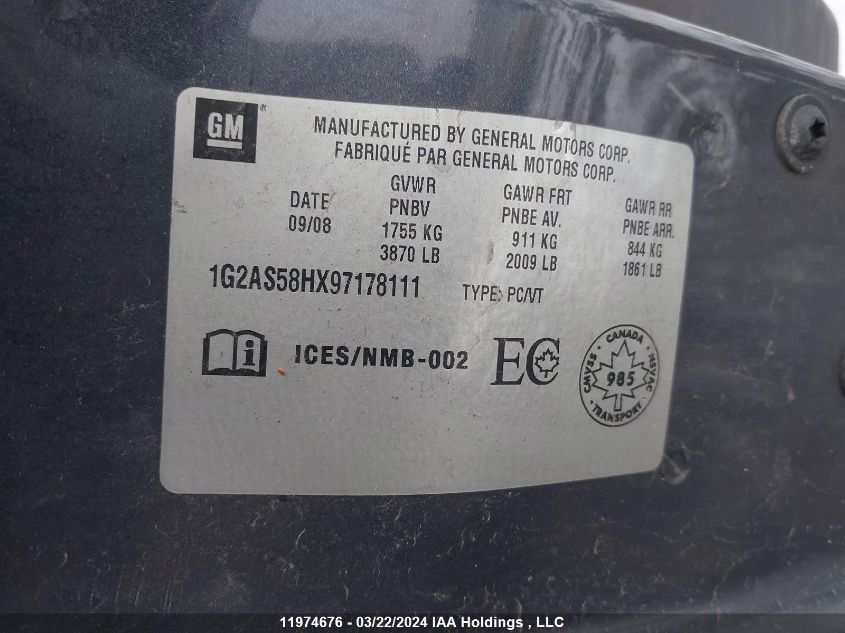 GM ®
MANUFACTURED BY GENERAL MOTORS CORP.
FABRIQUÉ PAR GENERAL MOTORS CORP.
DATE GVWR GAWR FRT GAWR RR
09/08 PNBV PNBE AV. PNBE ARR.
1755 KG 911 KG 844 KG
3870 LB 2009 LB 1861 LB
1G2AS58HX97178111 TYPE: PC/VT
i ICES/NMB-002 EC
CANADA
CMVSS 985 NSVAC
TRANSPORT
11974676 - 03/22/2024 IAA Holdings , LLC